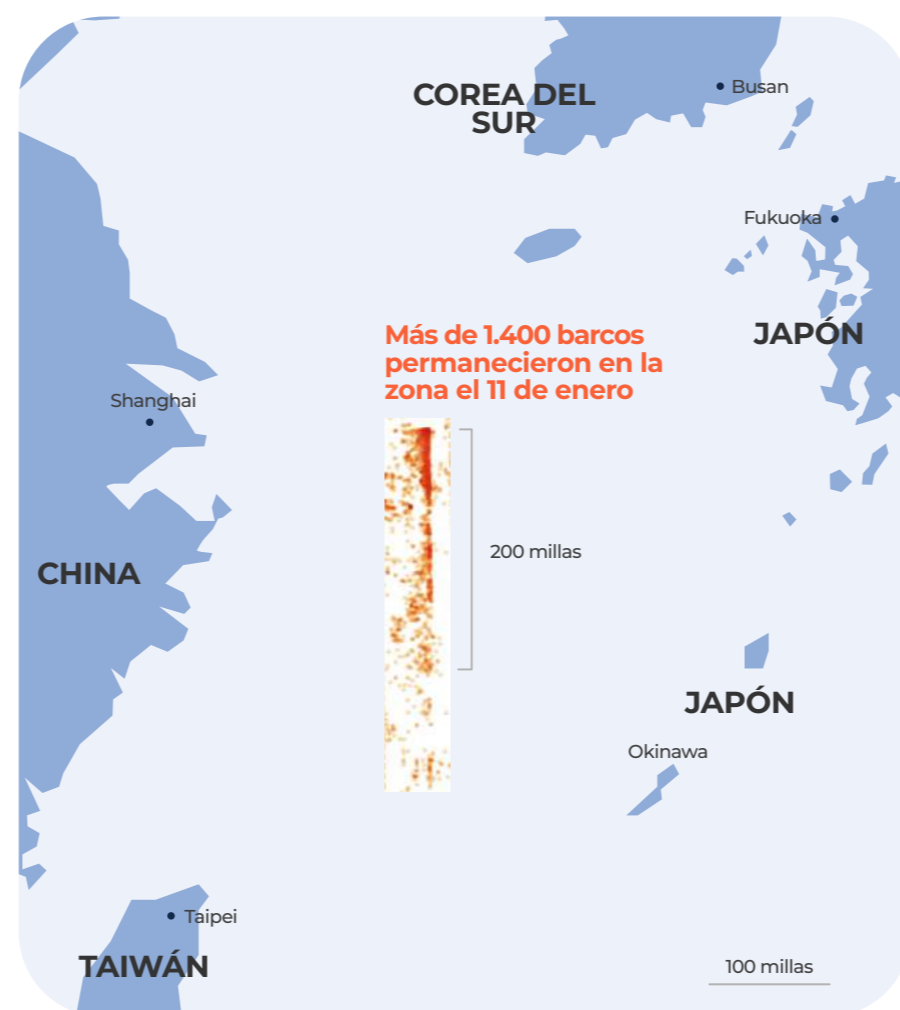 COREA DEL
SUR
Busan
Fukuoka
Más de 1.400 barcos
permanecieron en la
zona el 11 de enero
JAPÓN
Shanghai
200 millas
CHINA
JAPÓN
Okinawa
Taipei
TAIWÁN
100 millas